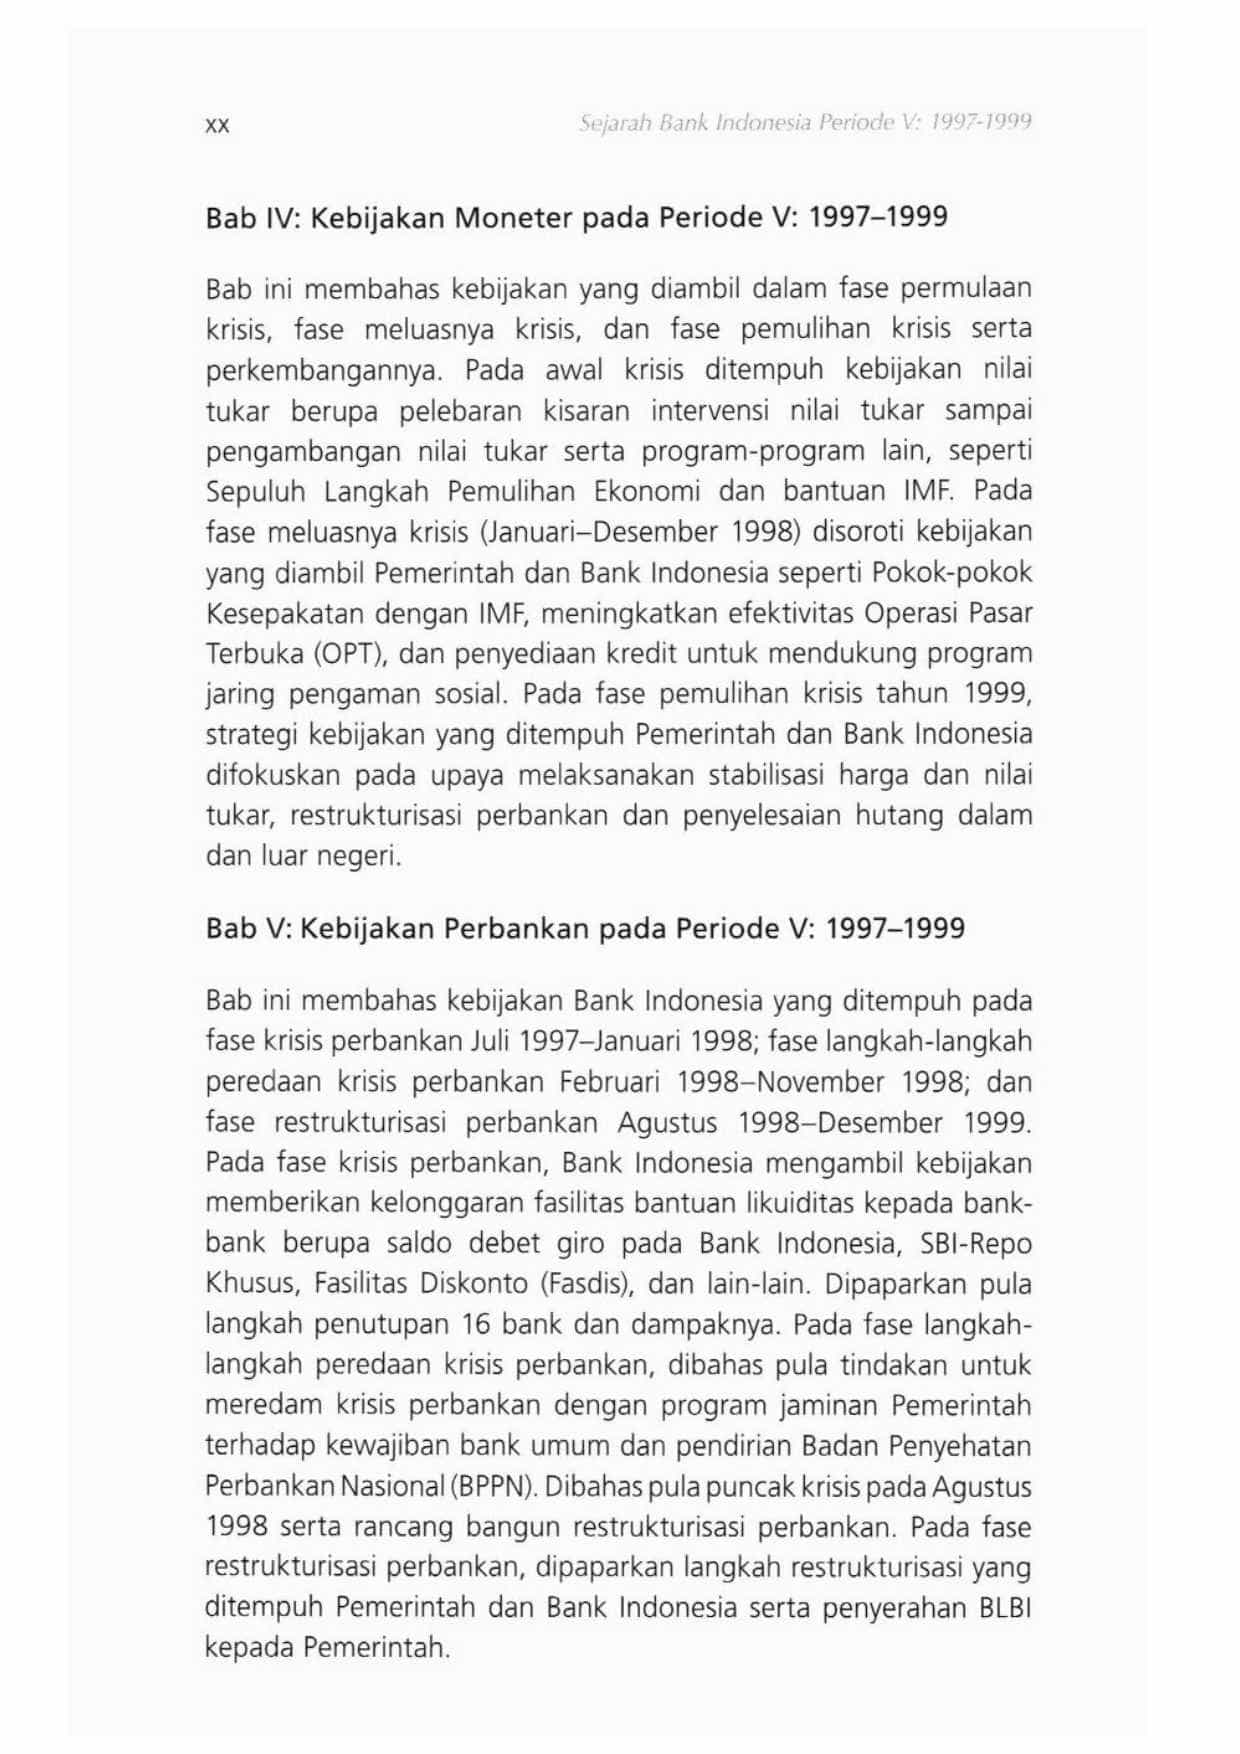 xx
Sejarah Bank Indonesia Periode V: 1997-1999
Bab IV: Kebijakan Moneter pada Periode V: 1997–1999
Bab ini membahas kebijakan yang diambil dalam fase permulaan
krisis, fase meluasnya krisis, dan fase pemulihan krisis serta
perkembangannya. Pada awal krisis ditempuh kebijakan nilai
tukar berupa pelebaran kisaran intervensi nilai tukar sampai
pengambangan nilai tukar serta program-program lain, seperti
Sepuluh Langkah Pemulihan Ekonomi dan bantuan IMF. Pada
fase meluasnya krisis (Januari–Desember 1998) disoroti kebijakan
yang diambil Pemerintah dan Bank Indonesia seperti Pokok-pokok
Kesepakatan dengan IMF, meningkatkan efektivitas Operasi Pasar
Terbuka (OPT), dan penyediaan kredit untuk mendukung program
jaring pengaman sosial. Pada fase pemulihan krisis tahun 1999,
strategi kebijakan yang ditempuh Pemerintah dan Bank Indonesia
difokuskan pada upaya melaksanakan stabilisasi harga dan nilai
tukar, restrukturisasi perbankan dan penyelesaian hutang dalam
dan luar negeri.
Bab V: Kebijakan Perbankan pada Periode V: 1997–1999
Bab ini membahas kebijakan Bank Indonesia yang ditempuh pada
fase krisis perbankan Juli 1997–Januari 1998; fase langkah-langkah
peredaan krisis perbankan Februari 1998–November 1998; dan
fase restrukturisasi perbankan Agustus 1998–Desember 1999.
Pada fase krisis perbankan, Bank Indonesia mengambil kebijakan
memberikan kelonggaran fasilitas bantuan likuiditas kepada bank-
bank berupa saldo debet giro pada Bank Indonesia, SBI-Repo
Khusus, Fasilitas Diskonto (Fasdis), dan lain-lain. Dipaparkan pula
langkah penutupan 16 bank dan dampaknya. Pada fase langkah-
langkah peredaan krisis perbankan, dibahas pula tindakan untuk
meredam krisis perbankan dengan program jaminan Pemerintah
terhadap kewajiban bank umum dan pendirian Badan Penyehatan
Perbankan Nasional (BPPN). Dibahas pula puncak krisis pada Agustus
1998 serta rancang bangun restrukturisasi perbankan. Pada fase
restrukturisasi perbankan, dipaparkan langkah restrukturisasi yang
ditempuh Pemerintah dan Bank Indonesia serta penyerahan BLBI
kepada Pemerintah.